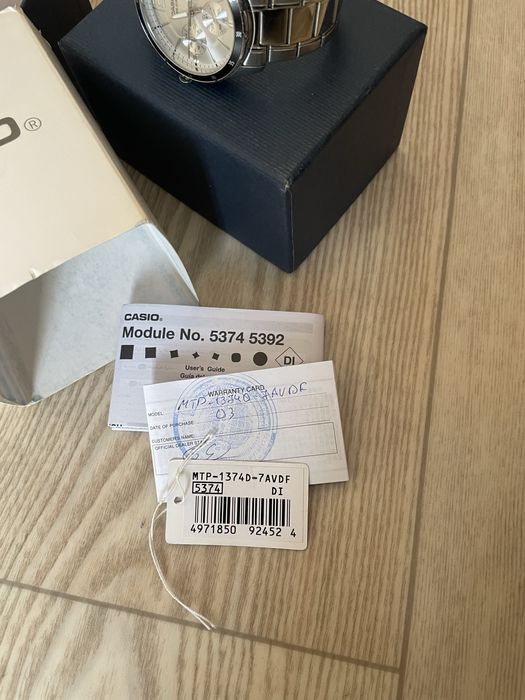 O®
CASIO®
Module No. 5374 5392
DI
User's Guide
WARRANTY CARD
MODEL MTP-1374D-7AVDF
DATE OF PURCHASE 03
CUSTOMERS NAME
OFFICIAL DEALER
MTP-1374D-7AVDF
5374 DI
4971850 92452 4